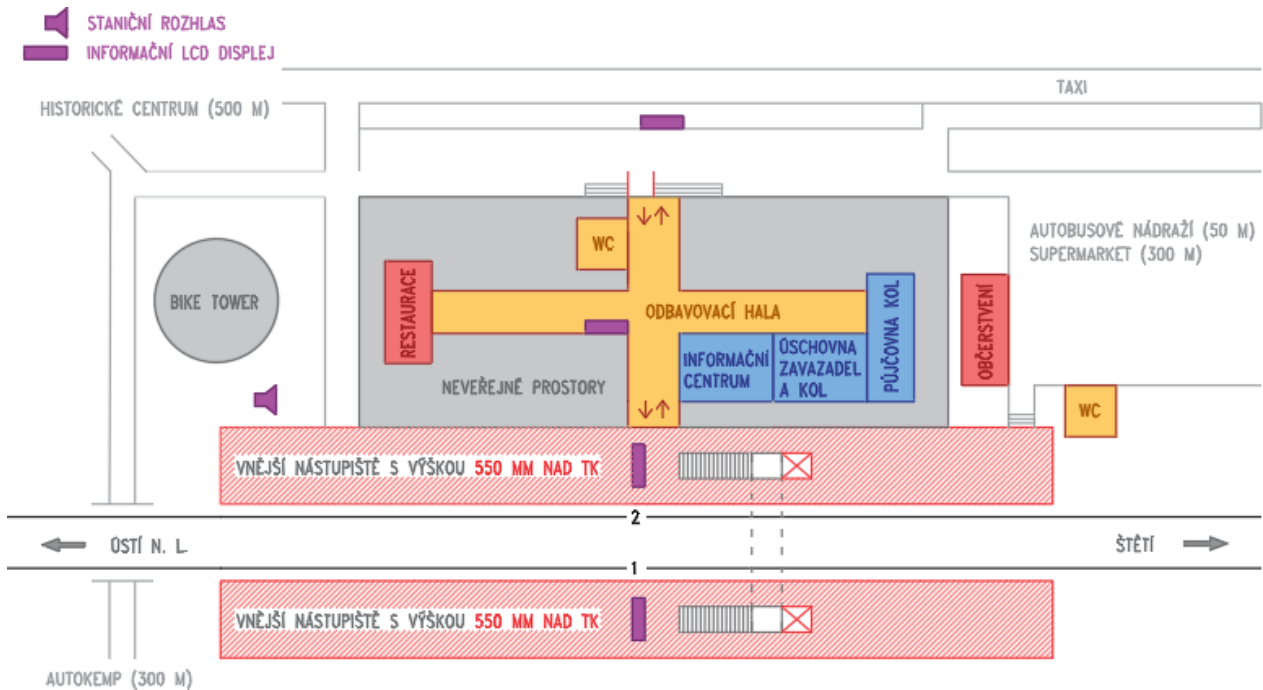 STANIČNÍ ROZHLAS
INFORMAČNÍ LCD DISPLEJ
TAXI
HISTORICKÉ CENTRUM (500 M)
WC
AUTOBUSOVÉ NÁDRAŽÍ (50 M)
SUPERMARKET (300 M)
BIKE TOWER
RESTAURACE
ODBAVOVACÍ HALA
PŮJČOVNA KOL
OBČERSTVENÍ
INFORMAČNÍ
CENTRUM
ÚSCHOVNA
ZAVAZADEL
A KOL
NEVEŘEJNÉ PROSTORY
WC
VNĚJŠÍ NÁSTUPIŠTĚ S VÝŠKOU 550 MM NAD TK
2
ÚSTÍ N. L.
ŠTĚTÍ
1
VNĚJŠÍ NÁSTUPIŠTĚ S VÝŠKOU 550 MM NAD TK
AUTOKEMP (300 M)